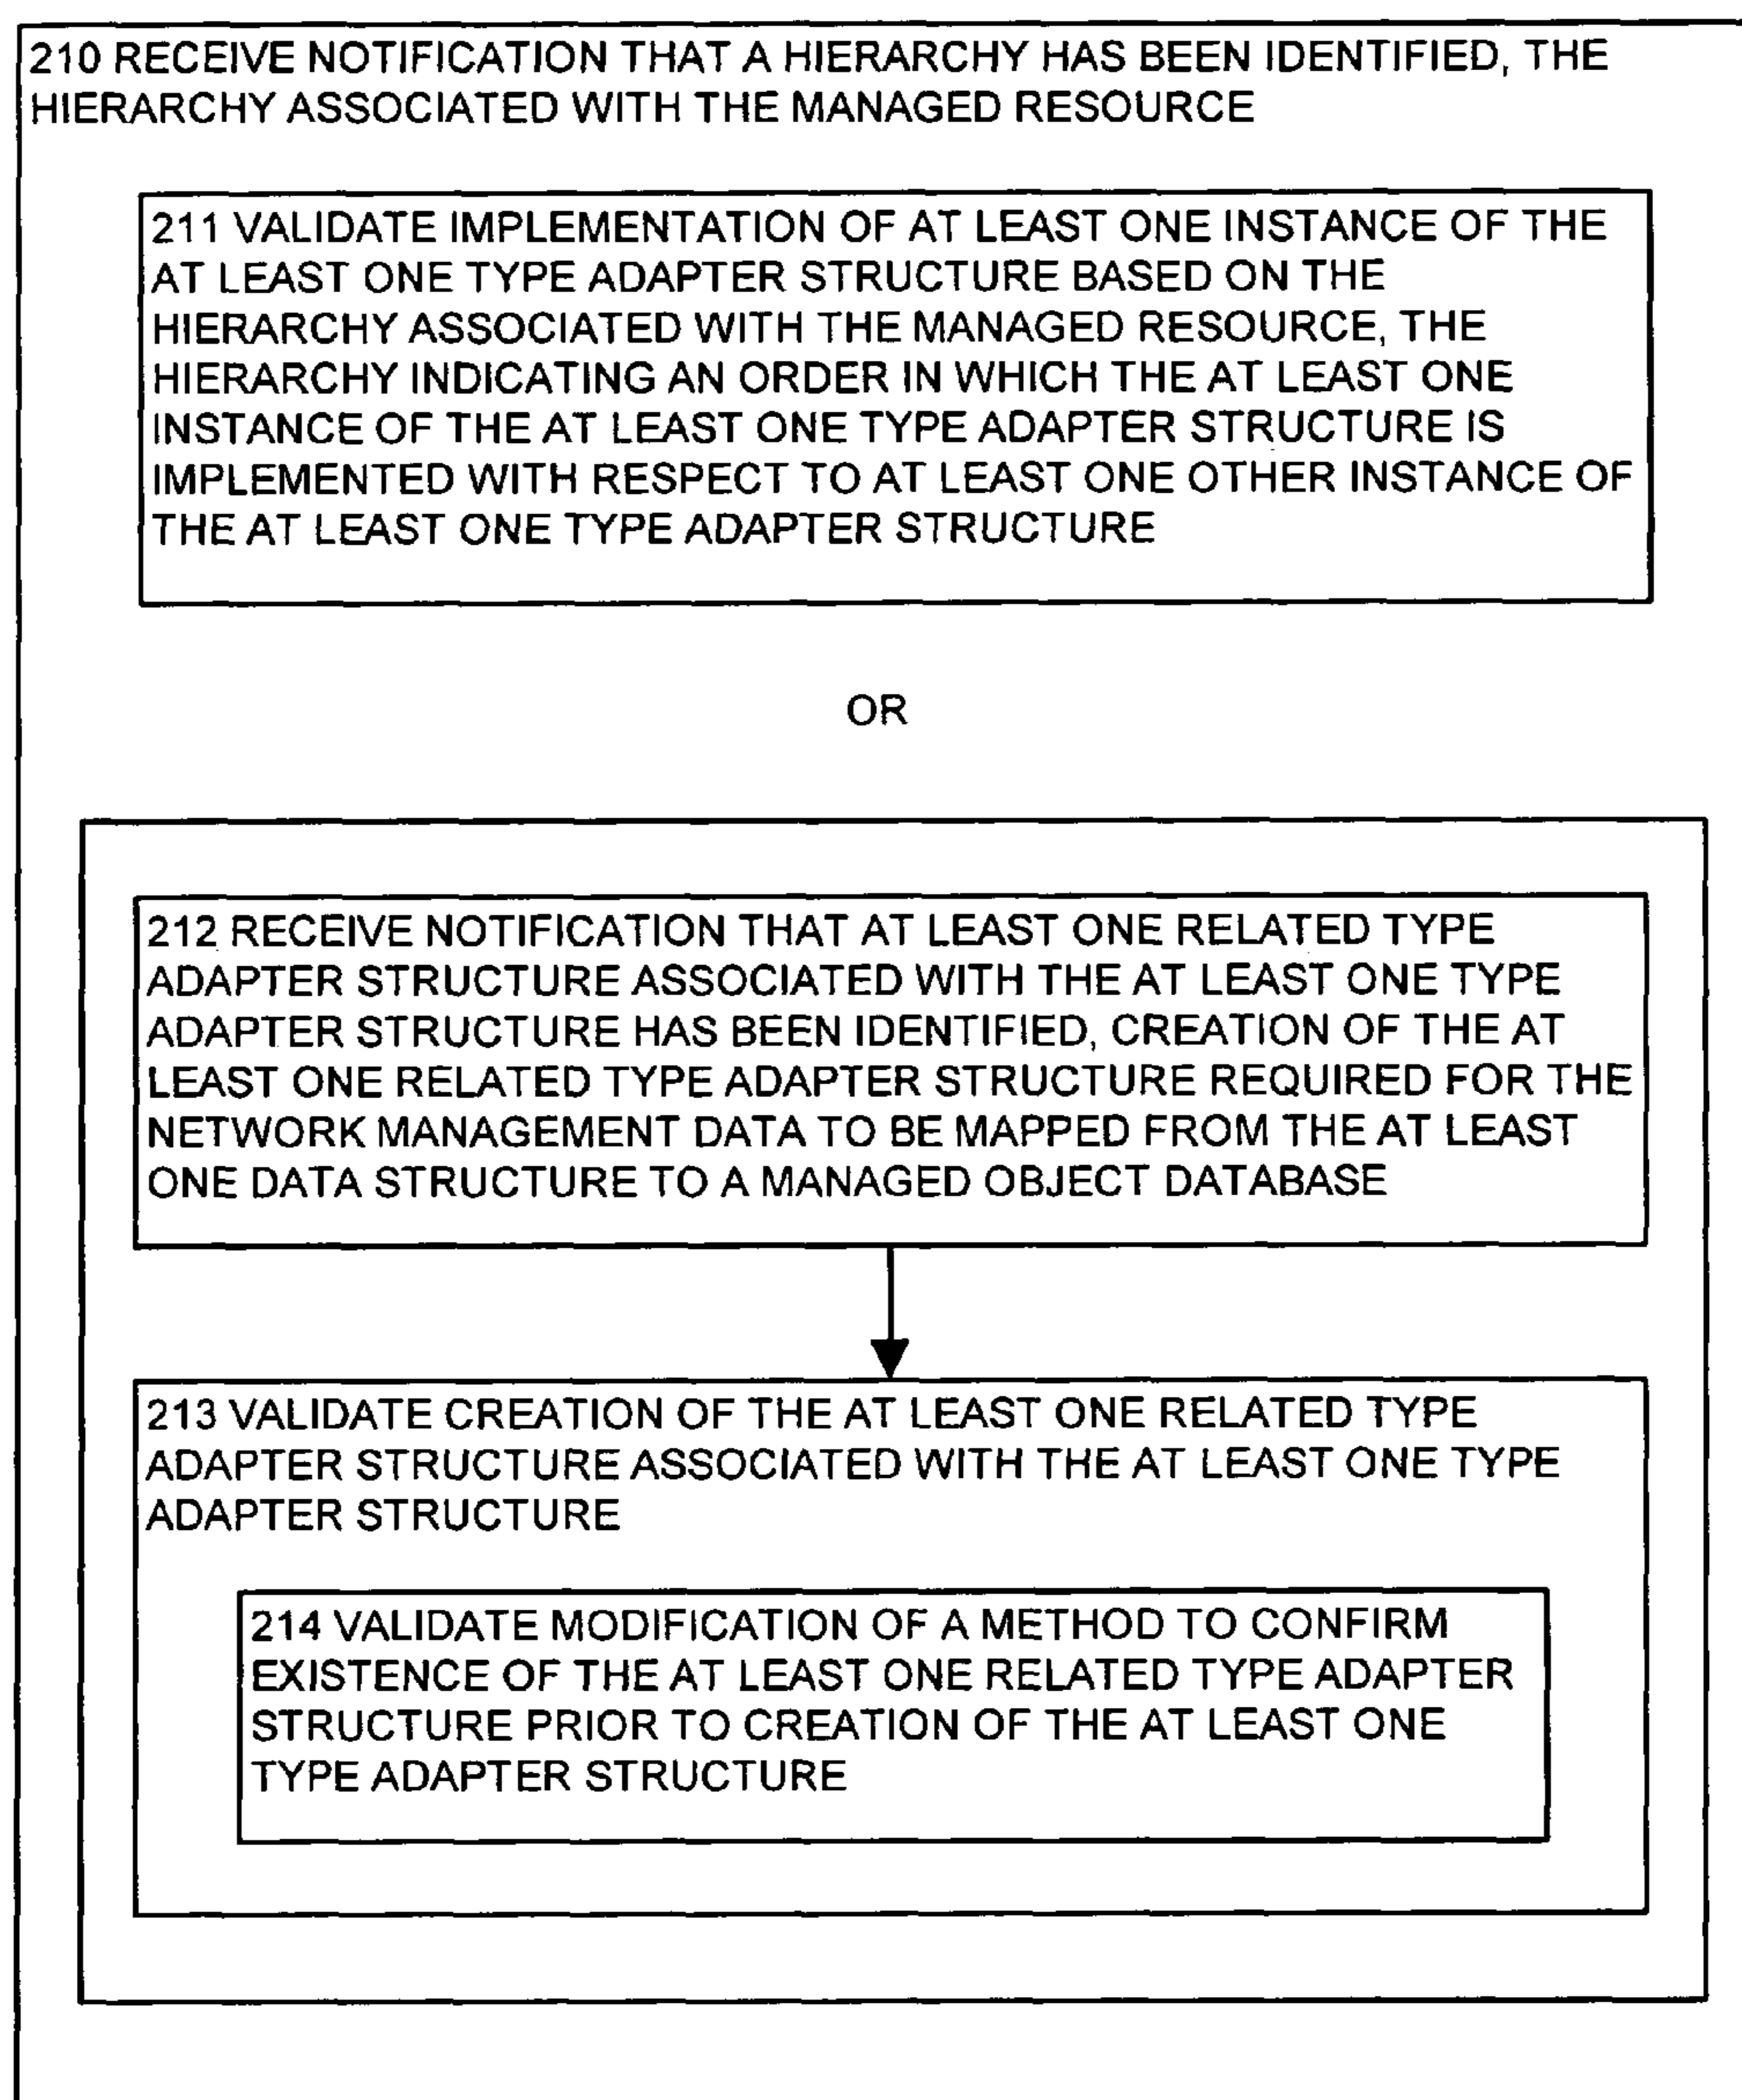 210 RECEIVE NOTIFICATION THAT A HIERARCHY HAS BEEN IDENTIFIED, THE
HIERARCHY ASSOCIATED WITH THE MANAGED RESOURCE
211 VALIDATE IMPLEMENTATION OF AT LEAST ONE INSTANCE OF THE
AT LEAST ONE TYPE ADAPTER STRUCTURE BASED ON THE
HIERARCHY ASSOCIATED WITH THE MANAGED RESOURCE, THE
HIERARCHY INDICATING AN ORDER IN WHICH THE AT LEAST ONE
INSTANCE OF THE AT LEAST ONE TYPE ADAPTER STRUCTURE IS
IMPLEMENTED WITH RESPECT TO AT LEAST ONE OTHER INSTANCE OF
THE AT LEAST ONE TYPE ADAPTER STRUCTURE
OR
212 RECEIVE NOTIFICATION THAT AT LEAST ONE RELATED TYPE
ADAPTER STRUCTURE ASSOCIATED WITH THE AT LEAST ONE TYPE
ADAPTER STRUCTURE HAS BEEN IDENTIFIED, CREATION OF THE AT
LEAST ONE RELATED TYPE ADAPTER STRUCTURE REQUIRED FOR THE
NETWORK MANAGEMENT DATA TO BE MAPPED FROM THE AT LEAST
ONE DATA STRUCTURE TO A MANAGED OBJECT DATABASE
213 VALIDATE CREATION OF THE AT LEAST ONE RELATED TYPE
ADAPTER STRUCTURE ASSOCIATED WITH THE AT LEAST ONE TYPE
ADAPTER STRUCTURE
214 VALIDATE MODIFICATION OF A METHOD TO CONFIRM
EXISTENCE OF THE AT LEAST ONE RELATED TYPE ADAPTER
STRUCTURE PRIOR TO CREATION OF THE AT LEAST ONE
TYPE ADAPTER STRUCTURE